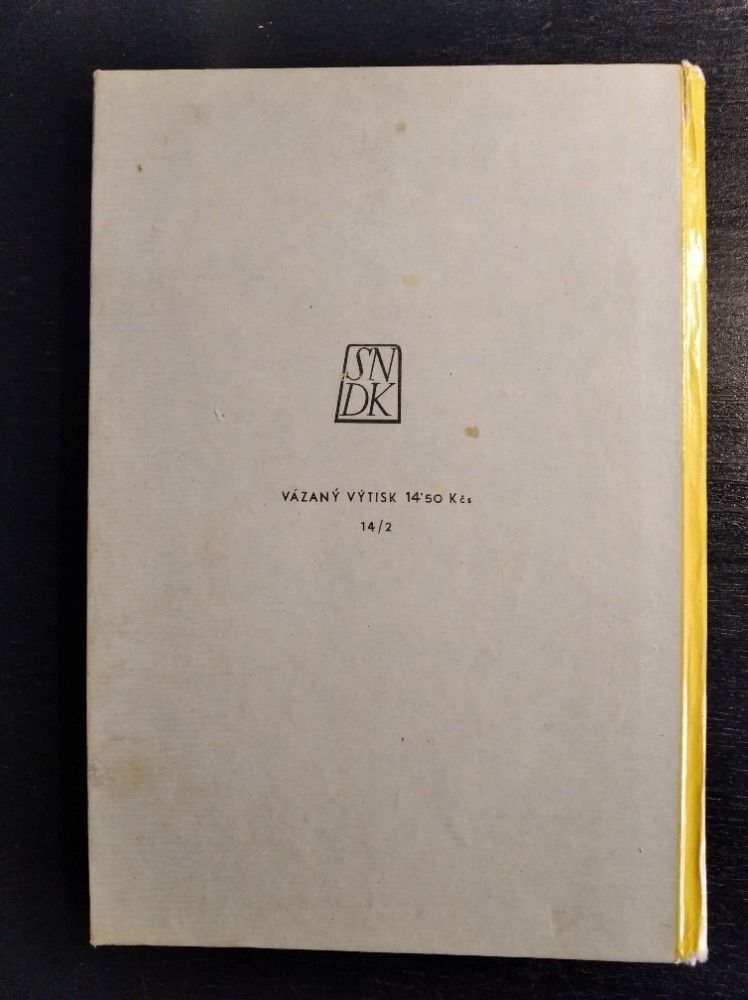 SN
DK
VÁZANÝ VÝTISK 14·50 Kčs
14/2